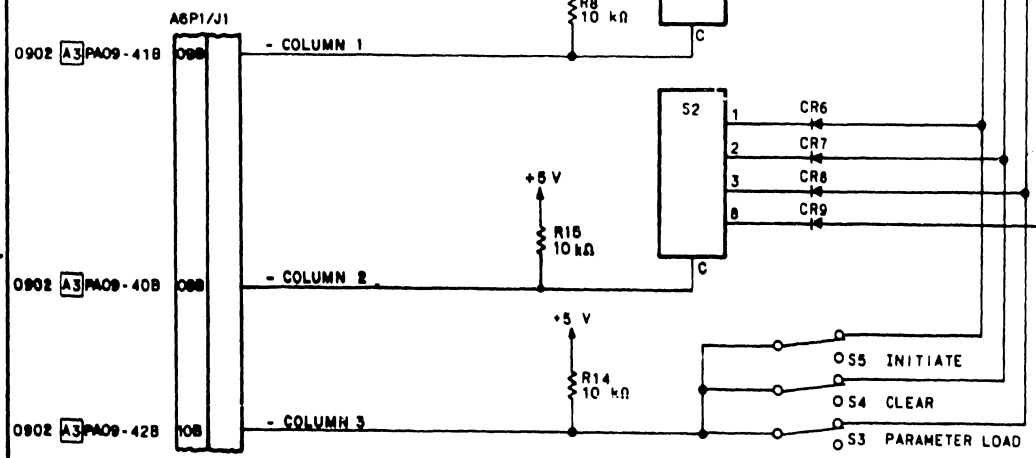 R8
10 kΩ
C
A6P1/J1
0902 A3 PA09-41B 09B - COLUMN 1
S2
1 CR6
2 CR7
3 CR8
8 CR9
C
+5 V
R15
10 kΩ
0902 A3 PA09-40B 08B - COLUMN 2
+5 V
R14
10 kΩ
S5 INITIATE
S4 CLEAR
0902 A3 PA09-42B 10B - COLUMN 3
S3 PARAMETER LOAD